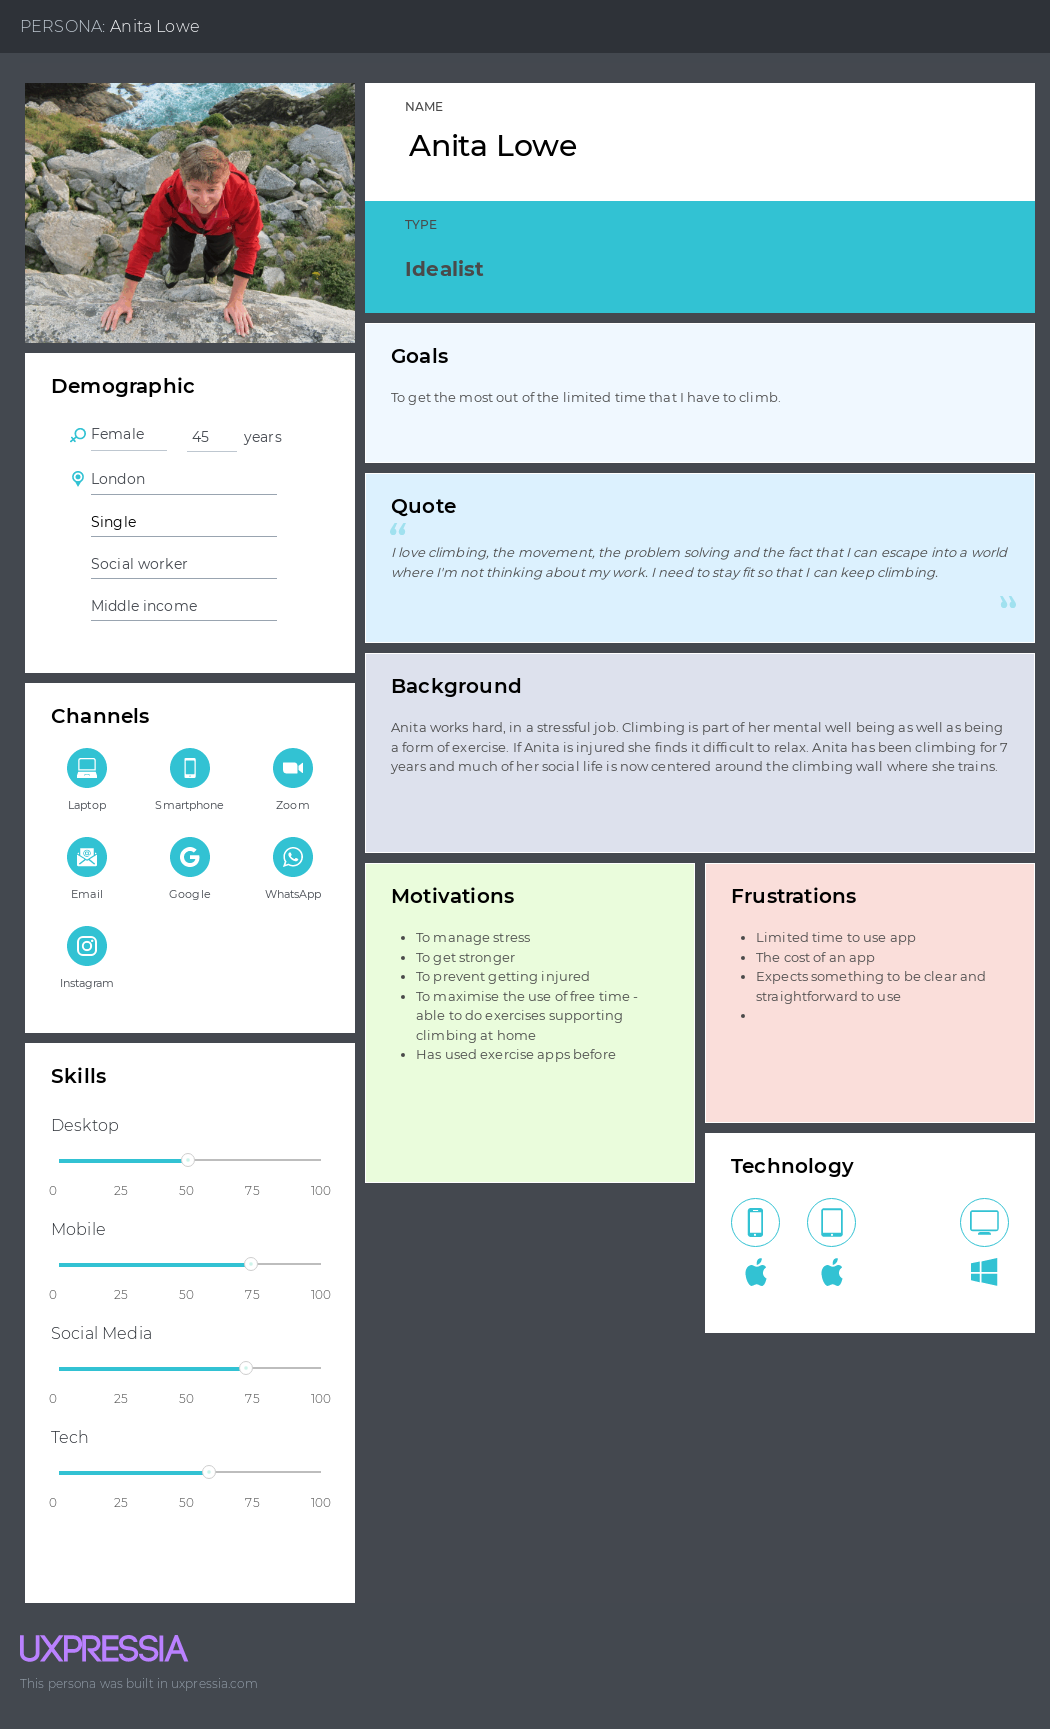 PERSONA: Anita Lowe
NAME
Anita Lowe
TYPE
Idealist
Demographic
Female 45 years
London
Single
Social worker
Middle income
Channels
Laptop Smartphone Zoom
Email Google WhatsApp
Instagram
Skills
Desktop
0 25 50 75 100
Mobile
0 25 50 75 100
Social Media
0 25 50 75 100
Tech
0 25 50 75 100
Goals
To get the most out of the limited time that I have to climb.
Quote
“
I love climbing, the movement, the problem solving and the fact that I can escape into a world
where I'm not thinking about my work. I need to stay fit so that I can keep climbing.
”
Background
Anita works hard, in a stressful job. Climbing is part of her mental well being as well as being
a form of exercise. If Anita is injured she finds it difficult to relax. Anita has been climbing for 7
years and much of her social life is now centered around the climbing wall where she trains.
Motivations
• To manage stress
• To get stronger
• To prevent getting injured
• To maximise the use of free time -
able to do exercises supporting
climbing at home
• Has used exercise apps before
Frustrations
• Limited time to use app
• The cost of an app
• Expects something to be clear and
straightforward to use
•
Technology
UXPRESSIA
This persona was built in uxpressia.com